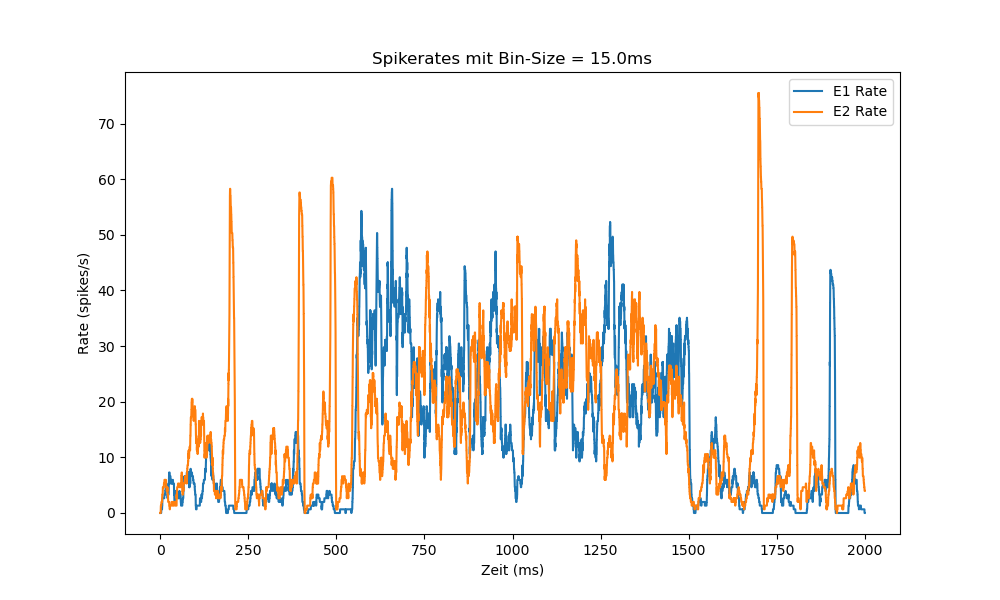 Spikerates mit Bin-Size = 15.0ms
E1 Rate
E2 Rate
Rate (spikes/s)
70
60
50
40
30
20
10
0
0 250 500 750 1000 1250 1500 1750 2000
Zeit (ms)